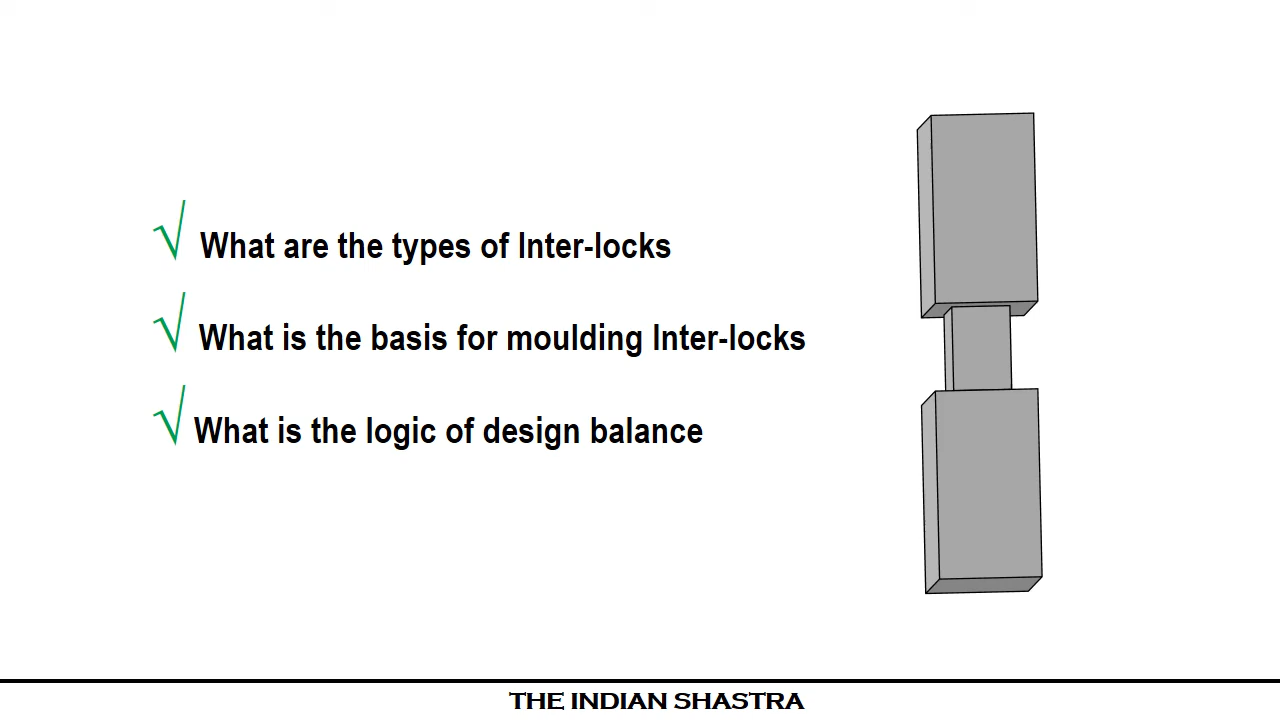 √ What are the types of Inter-locks
√ What is the basis for moulding Inter-locks
√ What is the logic of design balance
THE INDIAN SHASTRA